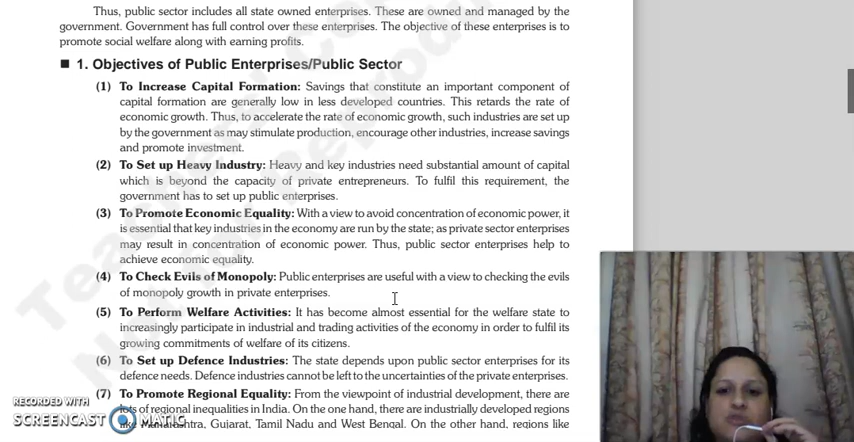 Thus, public sector includes all state owned enterprises. These are owned and managed by the
government. Government has full control over these enterprises. The objective of these enterprises is to
promote social welfare along with earning profits.
■ 1. Objectives of Public Enterprises/Public Sector
(1) To Increase Capital Formation: Savings that constitute an important component of
capital formation are generally low in less developed countries. This retards the rate of
economic growth. Thus, to accelerate the rate of economic growth, such industries are set up
by the government as may stimulate production, encourage other industries, increase savings
and promote investment.
(2) To Set up Heavy Industry: Heavy and key industries need substantial amount of capital
which is beyond the capacity of private entrepreneurs. To fulfil this requirement, the
government has to set up public enterprises.
(3) To Promote Economic Equality: With a view to avoid concentration of economic power, it
is essential that key industries in the economy are run by the state; as private sector enterprises
may result in concentration of economic power. Thus, public sector enterprises help to
achieve economic equality.
(4) To Check Evils of Monopoly: Public enterprises are useful with a view to checking the evils
of monopoly growth in private enterprises.
(5) To Perform Welfare Activities: It has become almost essential for the welfare state to
increasingly participate in industrial and trading activities of the economy in order to fulfil its
growing commitments of welfare of its citizens.
(6) To Set up Defence Industries: The state depends upon public sector enterprises for its
defence needs. Defence industries cannot be left to the uncertainties of the private enterprises.
(7) To Promote Regional Equality: From the viewpoint of industrial development, there are
lots of regional inequalities in India. On the one hand, there are industrially developed regions
like Maharashtra, Gujarat, Tamil Nadu and West Bengal. On the other hand, regions like
RECORDED WITH
SCREENCAST MATIC